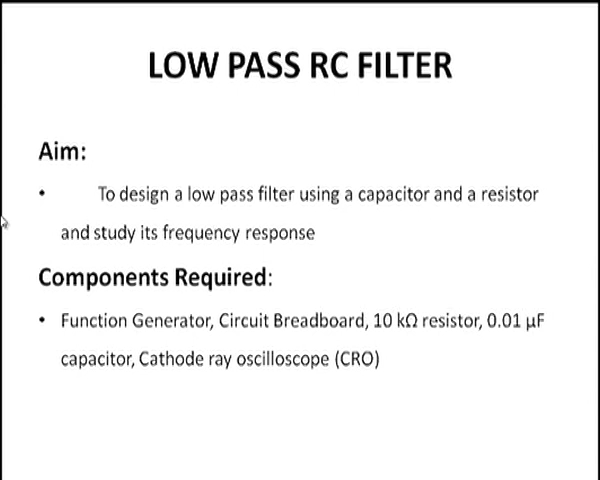 LOW PASS RC FILTER
Aim:
• To design a low pass filter using a capacitor and a resistor
and study its frequency response
Components Required:
• Function Generator, Circuit Breadboard, 10 kΩ resistor, 0.01 µF
capacitor, Cathode ray oscilloscope (CRO)